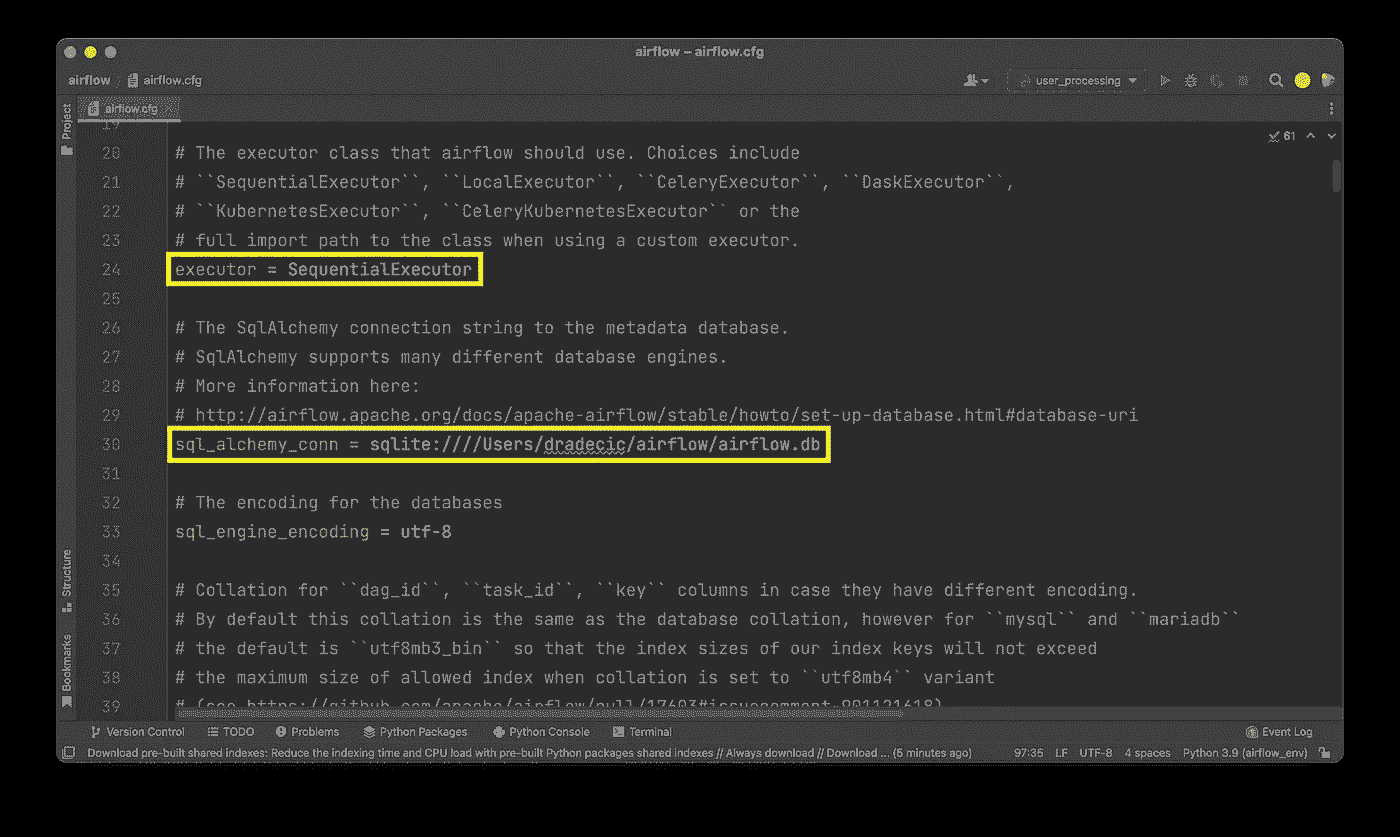 airflow – airflow.cfg
airflow airflow.cfg user_processing
airflow.cfg
Project
61
19
20 # The executor class that airflow should use. Choices include
21 # ``SequentialExecutor``, ``LocalExecutor``, ``CeleryExecutor``, ``DaskExecutor``,
22 # ``KubernetesExecutor``, ``CeleryKubernetesExecutor`` or the
23 # full import path to the class when using a custom executor.
24 executor = SequentialExecutor
25
26 # The SqlAlchemy connection string to the metadata database.
27 # SqlAlchemy supports many different database engines.
28 # More information here:
29 # http://airflow.apache.org/docs/apache-airflow/stable/howto/set-up-database.html#database-uri
30 sql_alchemy_conn = sqlite:////Users/dradecic/airflow/airflow.db
31
32 # The encoding for the databases
33 sql_engine_encoding = utf-8
34
35 # Collation for ``dag_id``, ``task_id``, ``key`` columns in case they have different encoding.
36 # By default this collation is the same as the database collation, however for ``mysql`` and ``mariadb``
37 # the default is ``utf8mb3_bin`` so that the index sizes of our index keys will not exceed
38 # the maximum size of allowed index when collation is set to ``utf8mb4`` variant
39 # (see https://github.com/apache/airflow/pull/17603#issuecomment-901121618)
Structure
Bookmarks
Version Control TODO Problems Python Packages Python Console Terminal Event Log
Download pre-built shared indexes: Reduce the indexing time and CPU load with pre-built Python packages shared indexes // Always download // Download ... (5 minutes ago) 97:35 LF UTF-8 4 spaces Python 3.9 (airflow_env)